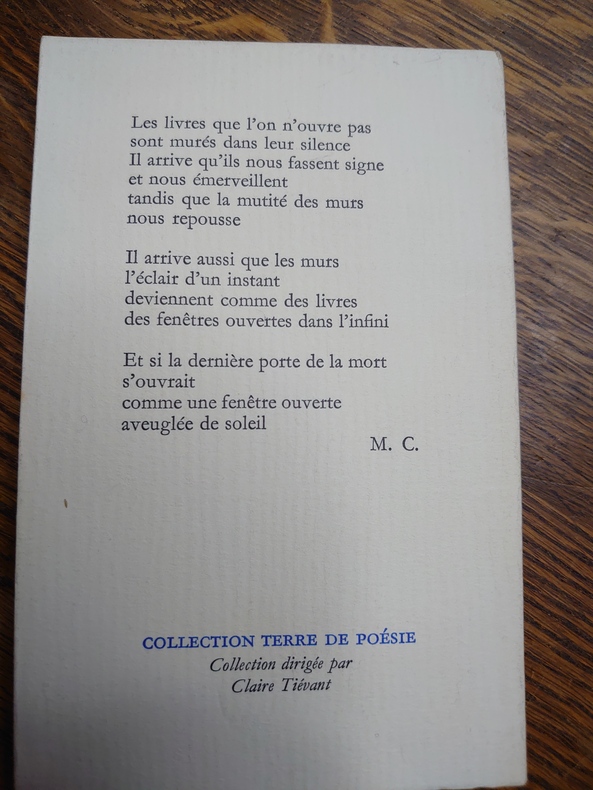 Les livres que l'on n'ouvre pas
sont murés dans leur silence
Il arrive qu'ils nous fassent signe
et nous émerveillent
tandis que la mutité des murs
nous repousse
Il arrive aussi que les murs
l'éclair d'un instant
deviennent comme des livres
des fenêtres ouvertes dans l'infini
Et si la dernière porte de la mort
s'ouvrait
comme une fenêtre ouverte
aveuglée de soleil
M. C.
COLLECTION TERRE DE POÉSIE
Collection dirigée par
Claire Tiévant